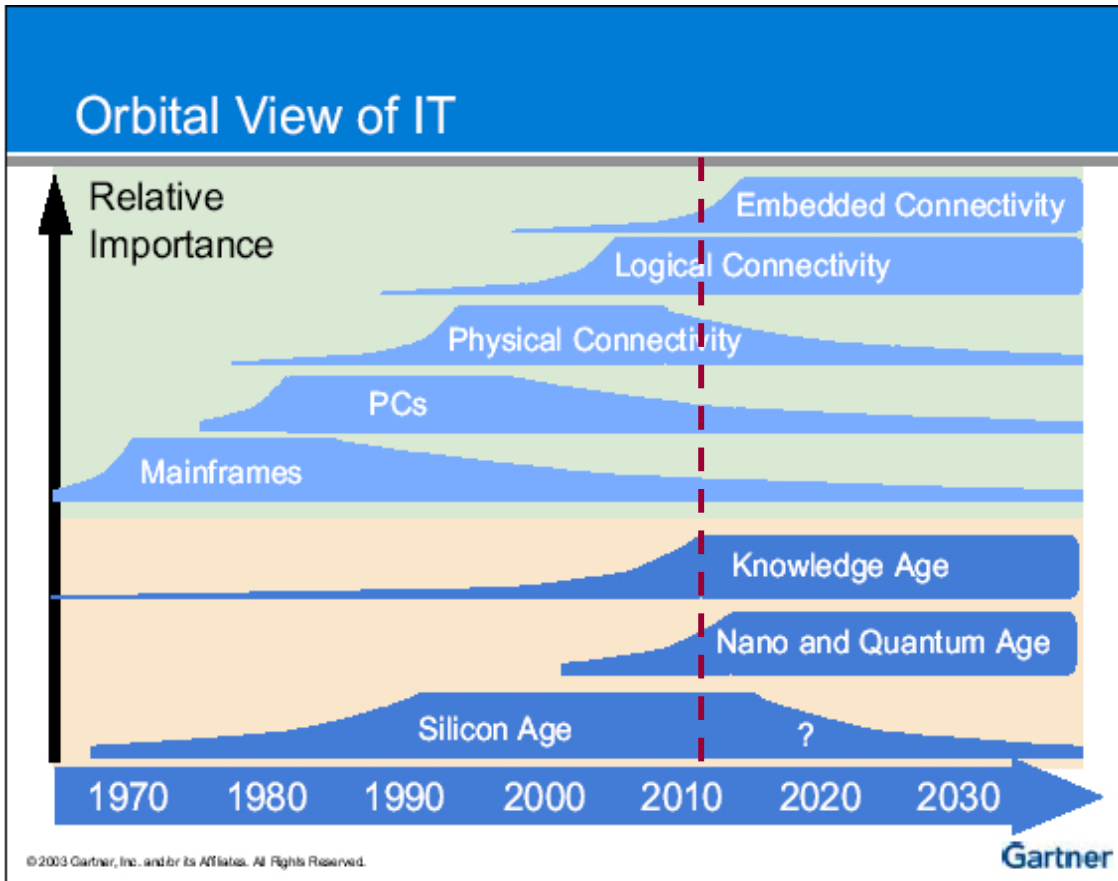 Orbital View of IT
Relative
Importance
Embedded Connectivity
Logical Connectivity
Physical Connectivity
PCs
Mainframes
Knowledge Age
Nano and Quantum Age
Silicon Age ?
1970 1980 1990 2000 2010 2020 2030
© 2003 Gartner, Inc. and/or its Affiliates. All Rights Reserved.
Gartner